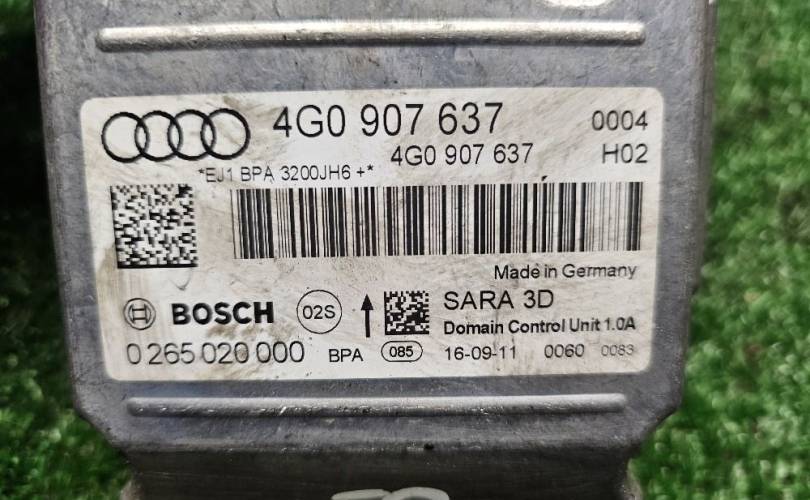 4G0 907 637 0004
4G0 907 637 H02
*EJ1 BPA 3200JH6 +*
Made in Germany
BOSCH 02S SARA 3D
Domain Control Unit 1.0A
0 265 020 000 BPA 085 16-09-11 0060 0083